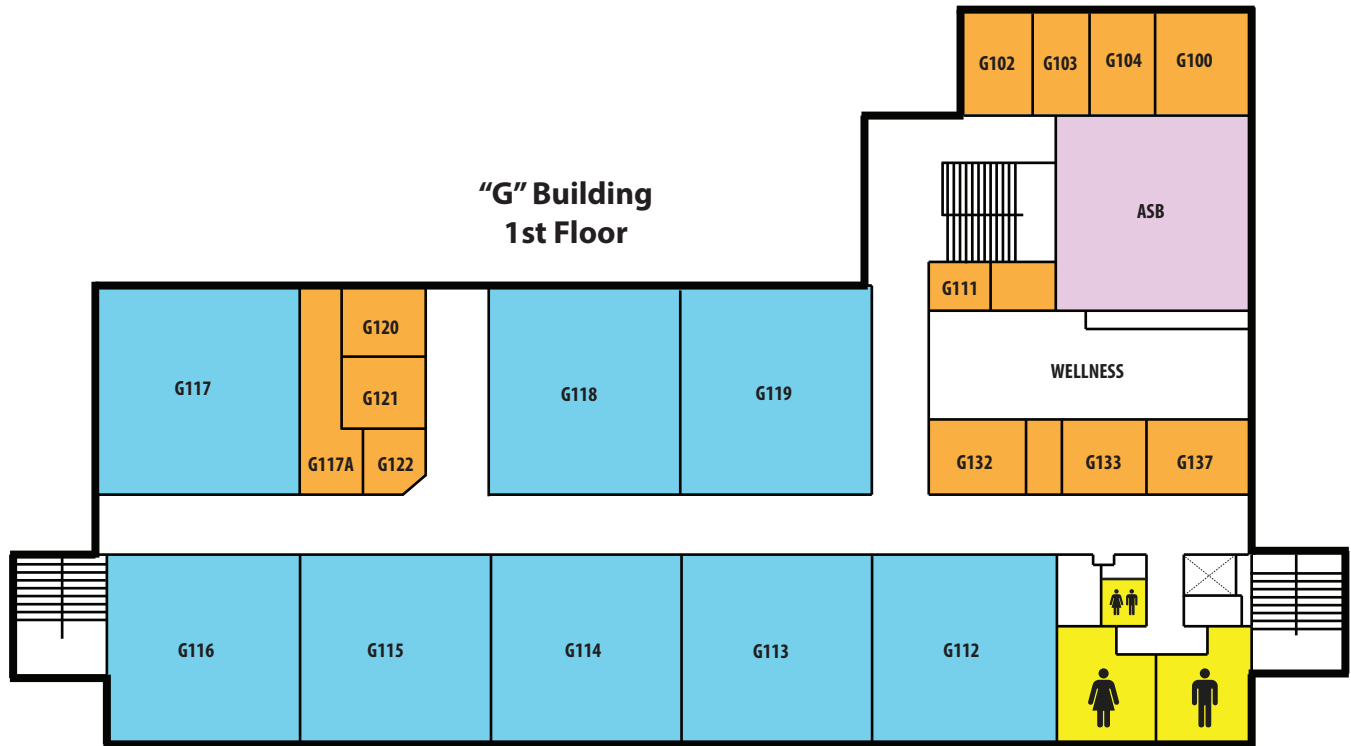 G102
G103
G104
G100
“G” Building
1st Floor
ASB
G111
G117
G120
G121
G117A
G122
G118
G119
WELLNESS
G132
G133
G137
G116
G115
G114
G113
G112